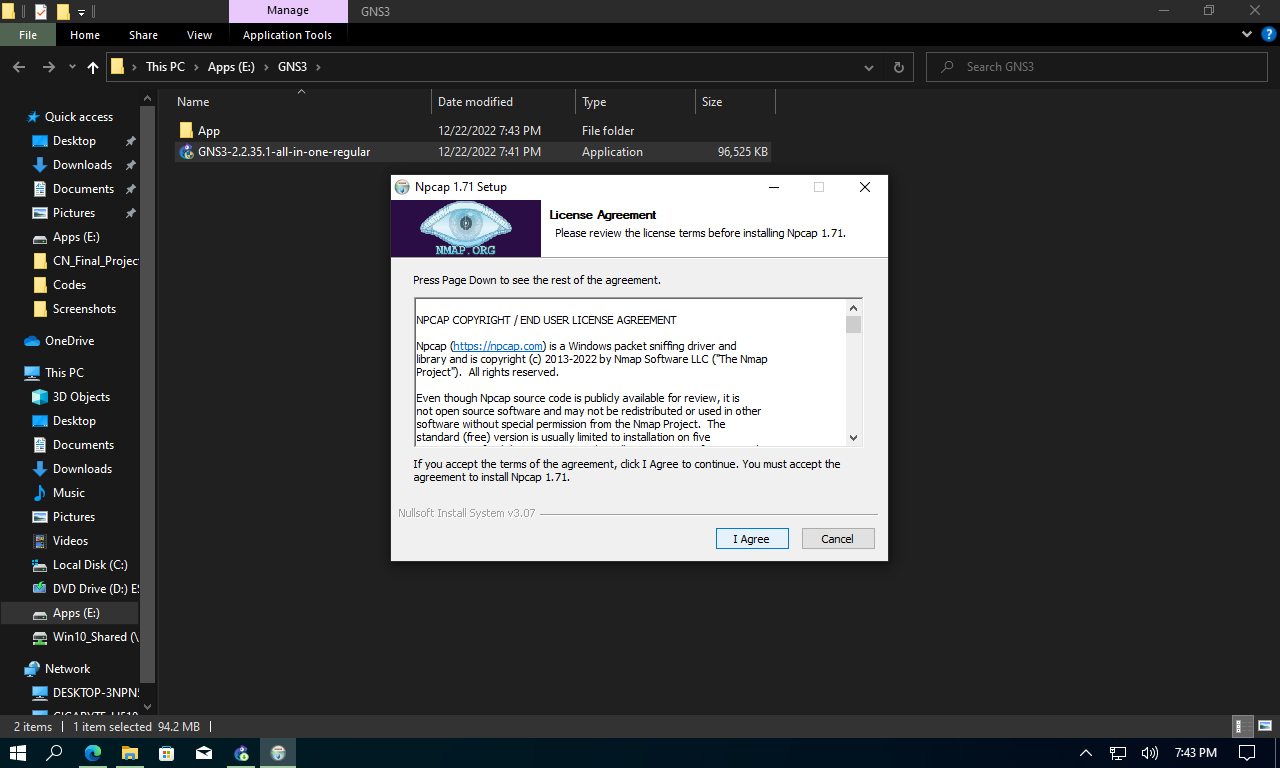 Manage
GNS3
File
Home
Share
View
Application Tools
This PC
Apps (E:)
GNS3
Search GNS3
Name
Date modified
Type
Size
App
12/22/2022 7:43 PM
File folder
GNS3-2.2.35.1-all-in-one-regular
12/22/2022 7:41 PM
Application
96,525 KB
Quick access
Desktop
Downloads
Documents
Pictures
Apps (E:)
CN_Final_Project
Codes
Screenshots
OneDrive
This PC
3D Objects
Desktop
Documents
Downloads
Music
Pictures
Videos
Local Disk (C:)
DVD Drive (D:) ES
Apps (E:)
Win10_Shared (\
Network
DESKTOP-3NPN5
Npcap 1.71 Setup
NMAP.ORG
License Agreement
Please review the license terms before installing Npcap 1.71.
Press Page Down to see the rest of the agreement.
NPCAP COPYRIGHT / END USER LICENSE AGREEMENT
Npcap (https://npcap.com) is a Windows packet sniffing driver and
library and is copyright (c) 2013-2022 by Nmap Software LLC ("The Nmap
Project").  All rights reserved.
Even though Npcap source code is publicly available for review, it is
not open source software and may not be redistributed or used in other
software without special permission from the Nmap Project.  The
standard (free) version is usually limited to installation on five
If you accept the terms of the agreement, click I Agree to continue. You must accept the
agreement to install Npcap 1.71.
Nullsoft Install System v3.07
I Agree
Cancel
2 items
1 item selected  94.2 MB
7:43 PM